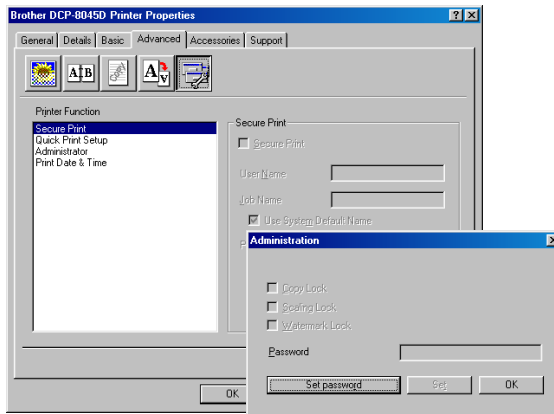 Brother DCP-8045D Printer Properties
General Details Basic Advanced Accessories Support
A B
A
Printer Function
Secure Print
Quick Print Setup
Administrator
Print Date & Time
Secure Print
Secure Print
User Name
Job Name
Use System Default Name
OK
Administration
Copy Lock
Scaling Lock
Watermark Lock
Password
Set password Set OK